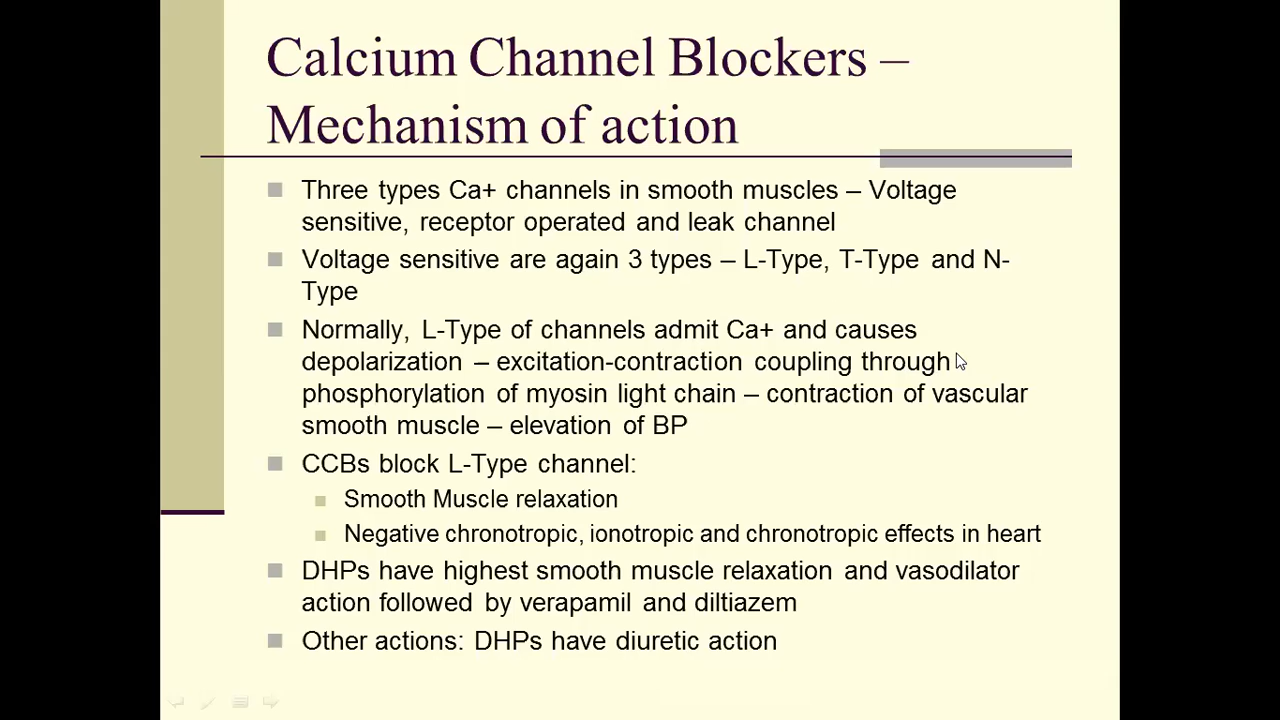 Calcium Channel Blockers –
Mechanism of action
Three types Ca+ channels in smooth muscles – Voltage
sensitive, receptor operated and leak channel
Voltage sensitive are again 3 types – L-Type, T-Type and N-
Type
Normally, L-Type of channels admit Ca+ and causes
depolarization – excitation-contraction coupling through
phosphorylation of myosin light chain – contraction of vascular
smooth muscle – elevation of BP
CCBs block L-Type channel:
Smooth Muscle relaxation
Negative chronotropic, ionotropic and chronotropic effects in heart
DHPs have highest smooth muscle relaxation and vasodilator
action followed by verapamil and diltiazem
Other actions: DHPs have diuretic action